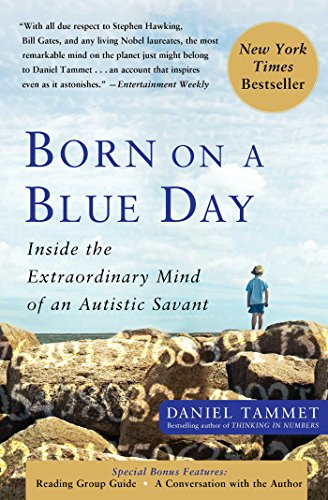 "With all due respect to Stephen Hawking,
Bill Gates, and any living Nobel laureates, the most
remarkable mind on the planet just might belong
to Daniel Tammet . . . an account that inspires
even as it astonishes." —Entertainment Weekly
New York
Times
Bestseller
BORN ON A
BLUE DAY
Inside the
Extraordinary Mind
of an Autistic Savant
DANIEL TAMMET
Bestselling author of THINKING IN NUMBERS
Special Bonus Features:
Reading Group Guide • A Conversation with the Author